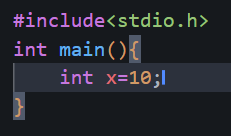 #include<stdio.h>
int main(){
    int x=10;
}